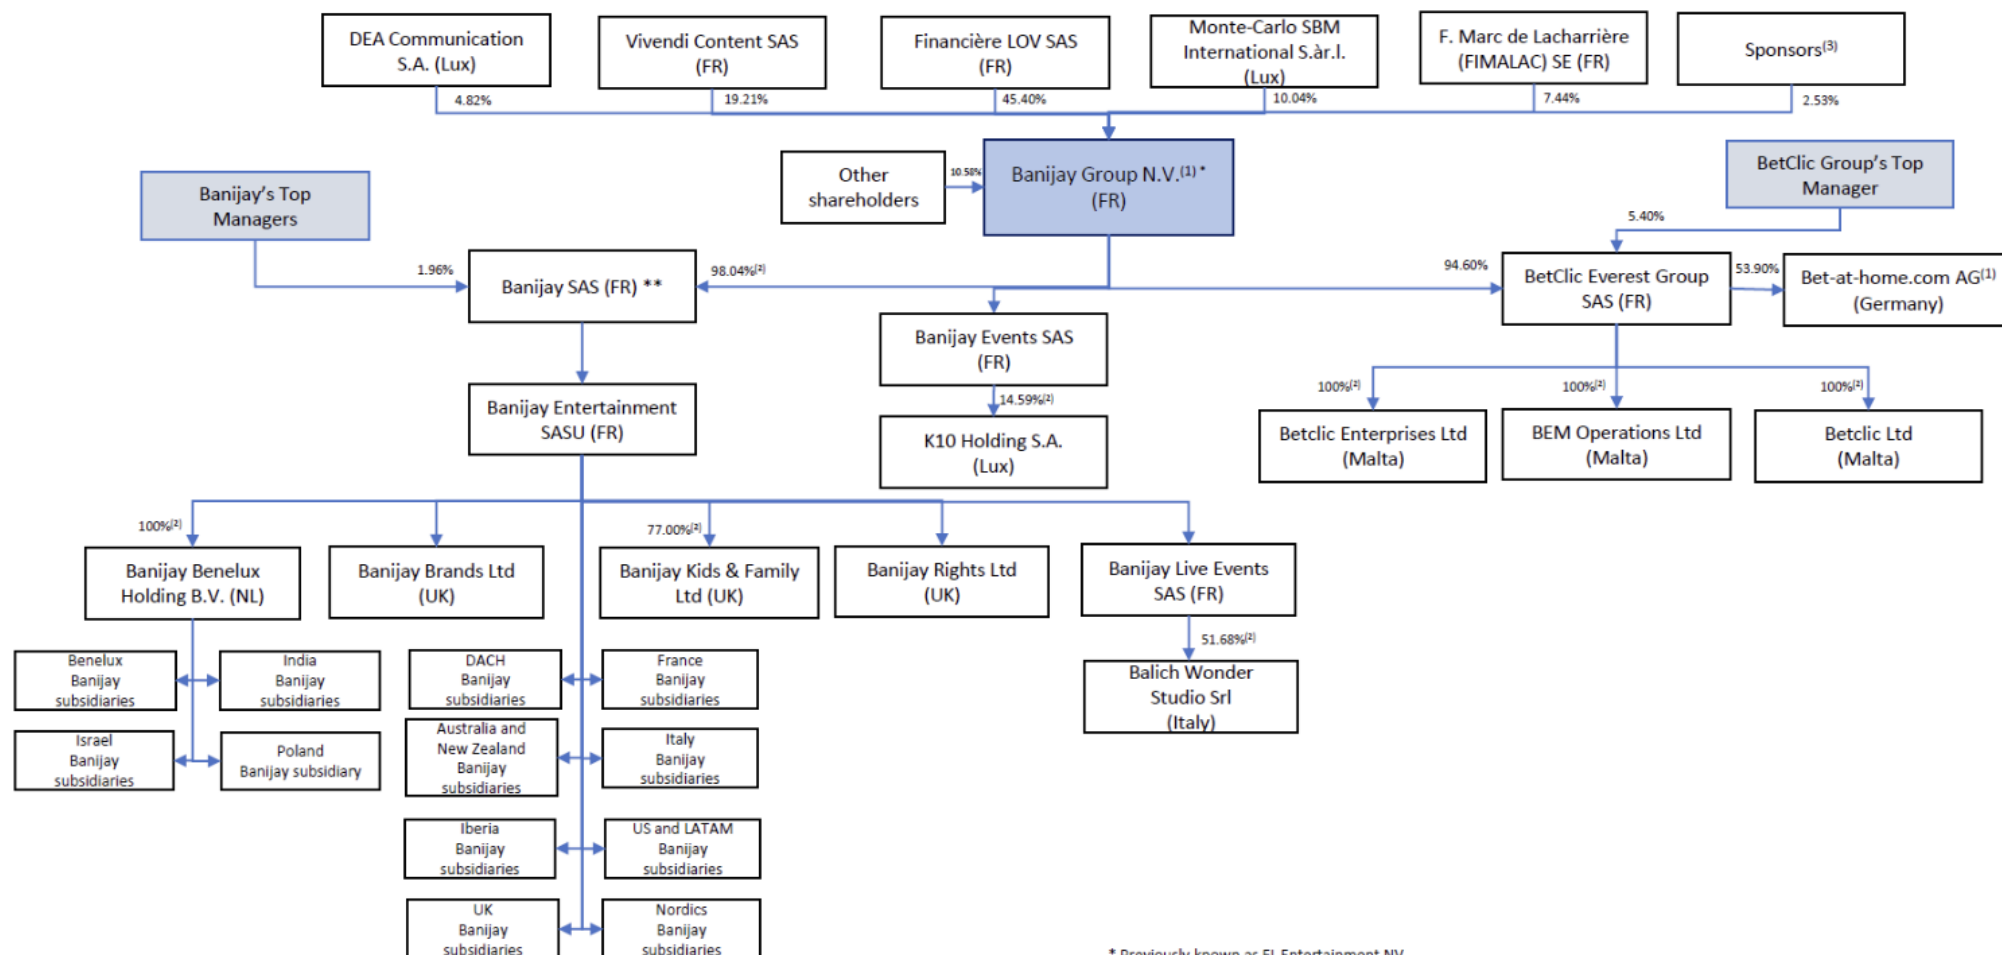 DEA Communication
S.A. (Lux)
Vivendi Content SAS
(FR)
Financière LOV SAS
(FR)
Monte-Carlo SBM
International S.àr.l.
(Lux)
F. Marc de Lacharrière
(FIMALAC) SE (FR)
Sponsors(3)
4.82%
19.21%
45.40%
10.04%
7.44%
2.53%
Banijay's Top
Managers
Other
shareholders
10.58%
Banijay Group N.V.(1) *
(FR)
BetClic Group's Top
Manager
5.40%
1.96%
Banijay SAS (FR) **
98.04%(2)
94.60%
BetClic Everest Group
SAS (FR)
53.90%
Bet-at-home.com AG(1)
(Germany)
Banijay Events SAS
(FR)
14.59%(2)
K10 Holding S.A.
(Lux)
100%(2)
100%(2)
100%(2)
Betclic Enterprises Ltd
(Malta)
BEM Operations Ltd
(Malta)
Betclic Ltd
(Malta)
Banijay Entertainment
SASU (FR)
100%(2)
77.00%(2)
Banijay Benelux
Holding B.V. (NL)
Banijay Brands Ltd
(UK)
Banijay Kids & Family
Ltd (UK)
Banijay Rights Ltd
(UK)
Banijay Live Events
SAS (FR)
51.68%(2)
Balich Wonder
Studio Srl
(Italy)
Benelux
Banijay
subsidiaries
India
Banijay
subsidiaries
Israel
Banijay
subsidiaries
Poland
Banijay subsidiary
DACH
Banijay
subsidiaries
France
Banijay
subsidiaries
Australia and
New Zealand
Banijay
subsidiaries
Italy
Banijay
subsidiaries
Iberia
Banijay
subsidiaries
US and LATAM
Banijay
subsidiaries
UK
Banijay
subsidiaries
Nordics
Banijay
subsidiaries
* Previously known as FL Entertainment NV